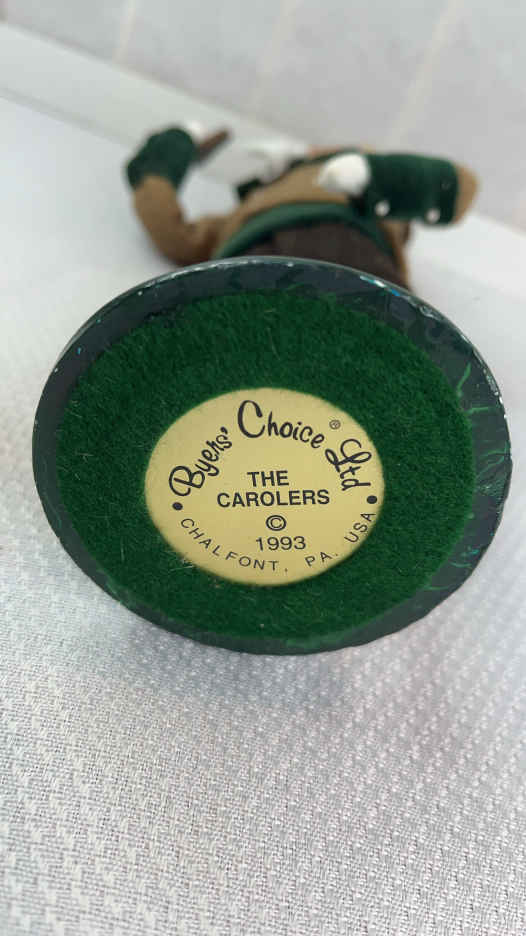 Byers' Choice® Ltd
THE
CAROLERS
©
1993
CHALFONT, PA. USA